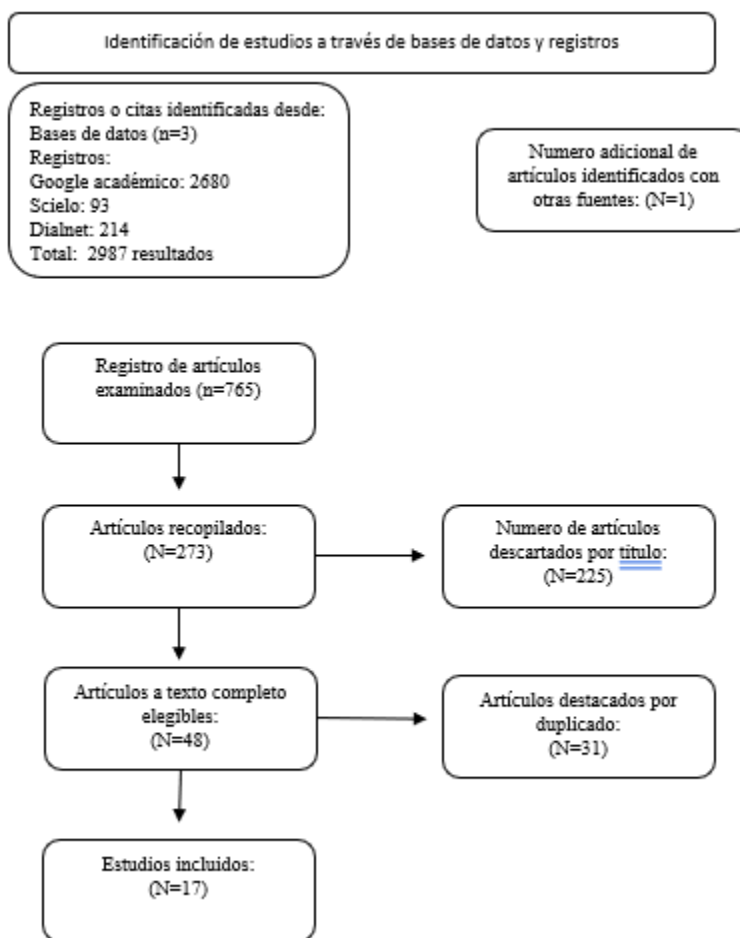 Identificación de estudios a través de bases de datos y registros
Registros o citas identificadas desde:
Bases de datos (n=3)
Registros:
Google académico: 2680
Scielo: 93
Dialnet: 214
Total: 2987 resultados
Numero adicional de
artículos identificados con
otras fuentes: (N=1)
Registro de artículos
examinados (n=765)
Artículos recopilados:
(N=273)
Numero de artículos
descartados por titulo:
(N=225)
Artículos a texto completo
elegibles:
(N=48)
Artículos destacados por
duplicado:
(N=31)
Estudios incluidos:
(N=17)